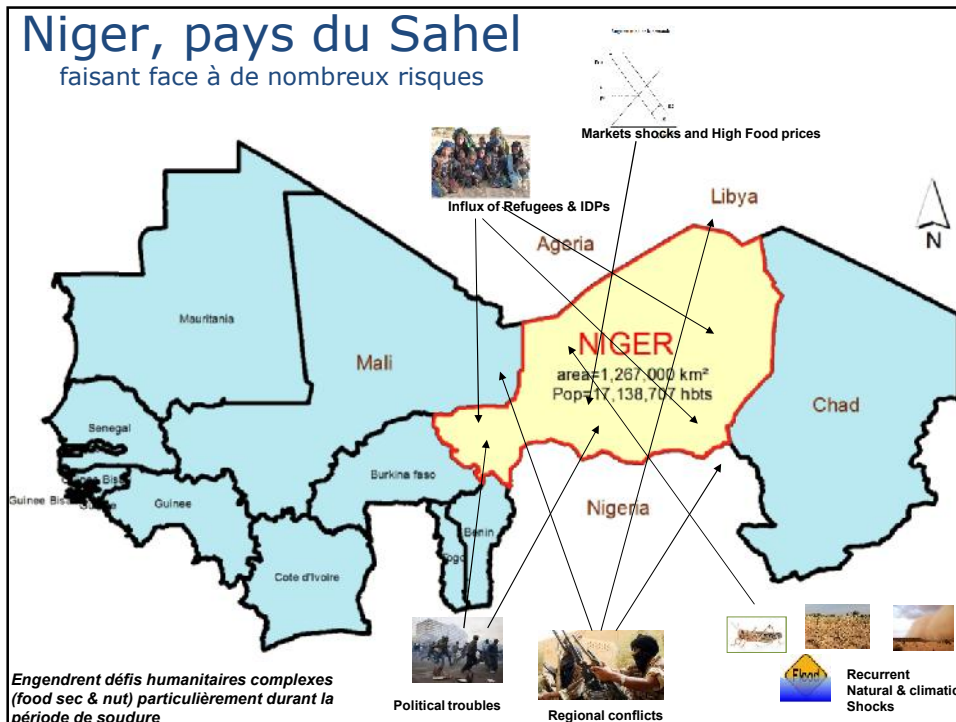 Niger, pays du Sahel
faisant face à de nombreux risques
Markets shocks and High Food prices
Influx of Refugees & IDPs
Libya
Ageria
N
Mauritania
Mali
NIGER
area=1,267,000 km²
Pop=17,138,707 hbts
Chad
Senegal
Burkina faso
Guinee Bis
Guinee
Nigeria
Benin
Togo
Cote d'Ivoire
Flood
Engendrent défis humanitaires complexes
(food sec & nut) particulièrement durant la
période de soudure
Political troubles
Regional conflicts
Recurrent
Natural & climatic
Shocks